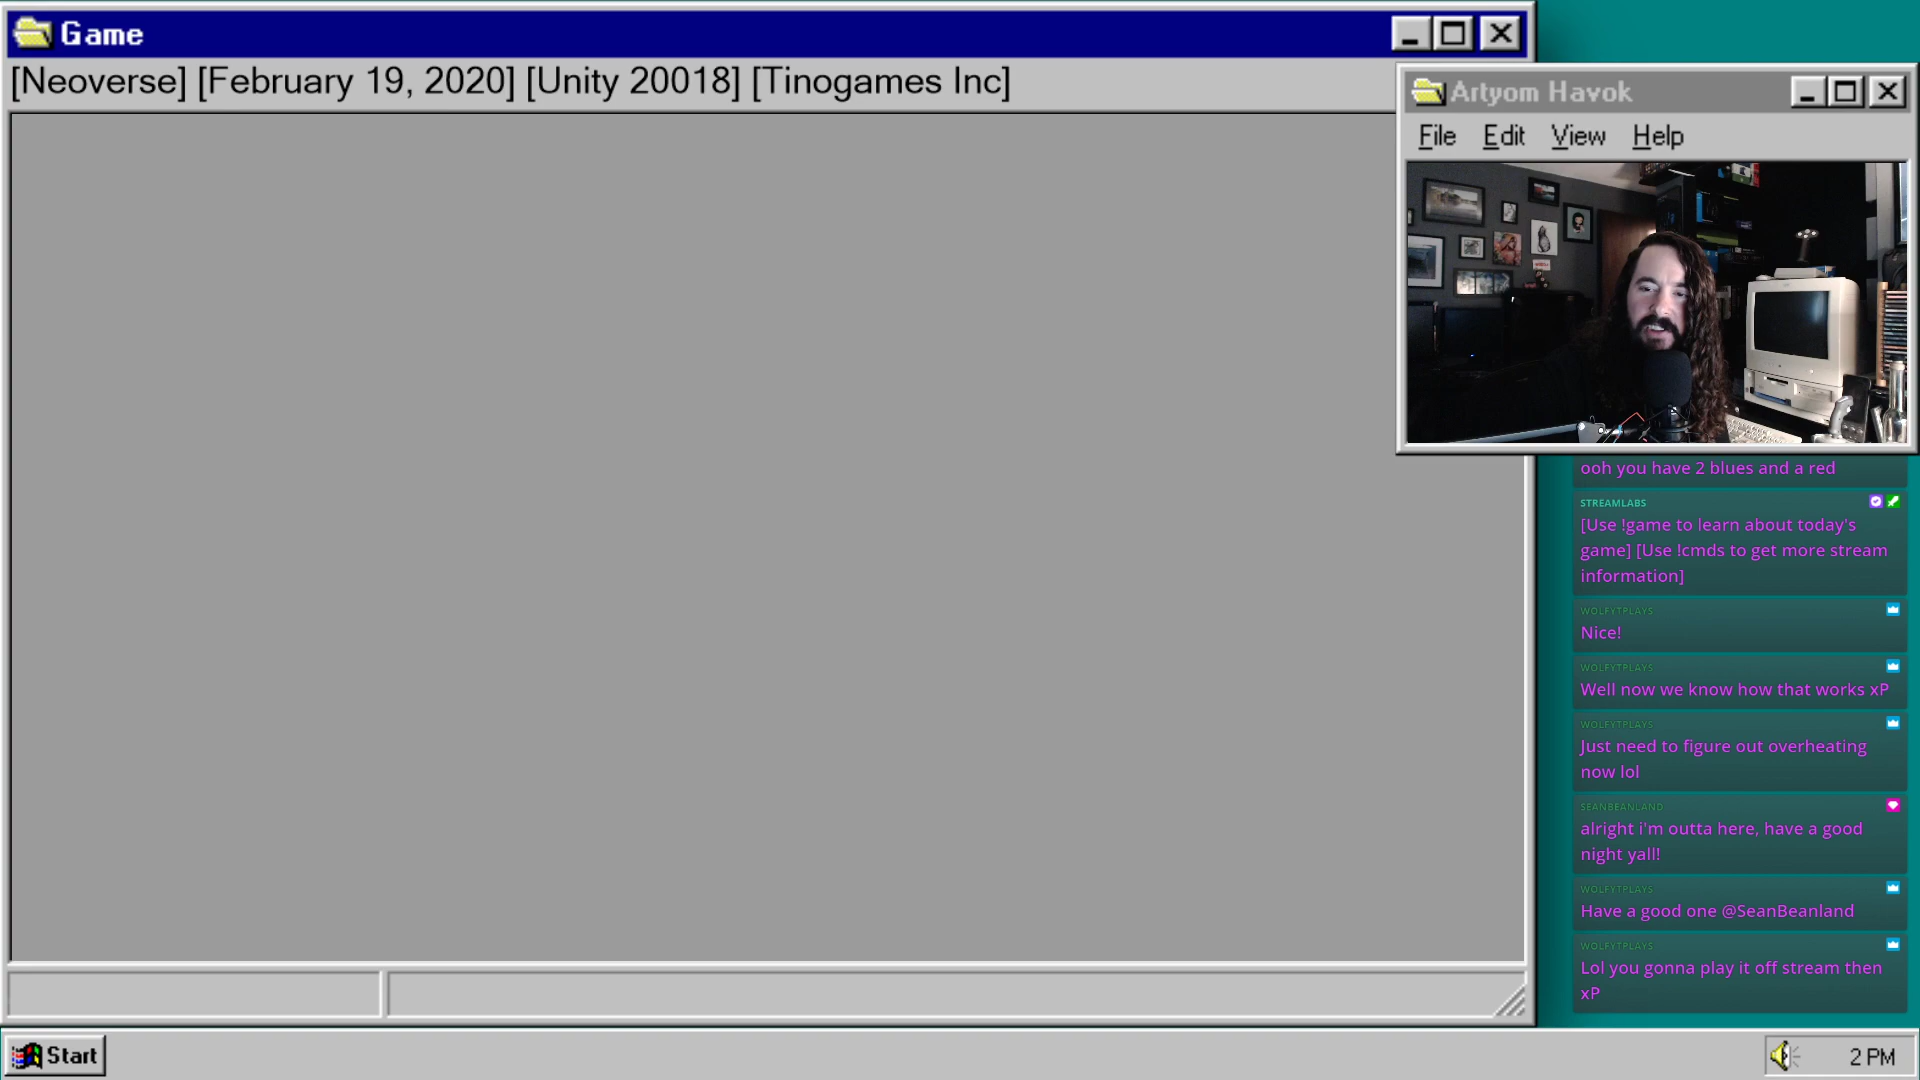 Game
[Neoverse] [February 19, 2020] [Unity 20018] [Tinogames Inc]
Artyom Havok
File Edit View Help
ooh you have 2 blues and a red
STREAMLABS
[Use !game to learn about today's
game] [Use !cmds to get more stream
information]
WOLFYTPLAYS
Nice!
WOLFYTPLAYS
Well now we know how that works xP
WOLFYTPLAYS
Just need to figure out overheating
now lol
SEANBEANLAND
alright i'm outta here, have a good
night yall!
WOLFYTPLAYS
Have a good one @SeanBeanland
WOLFYTPLAYS
Lol you gonna play it off stream then
xP
Start
2 PM